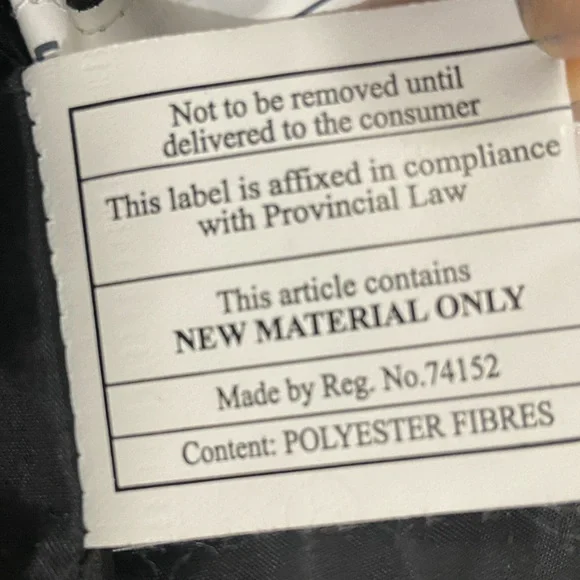 Not to be removed until
delivered to the consumer
This label is affixed in compliance
with Provincial Law
This article contains
NEW MATERIAL ONLY
Made by Reg. No.74152
Content: POLYESTER FIBRES